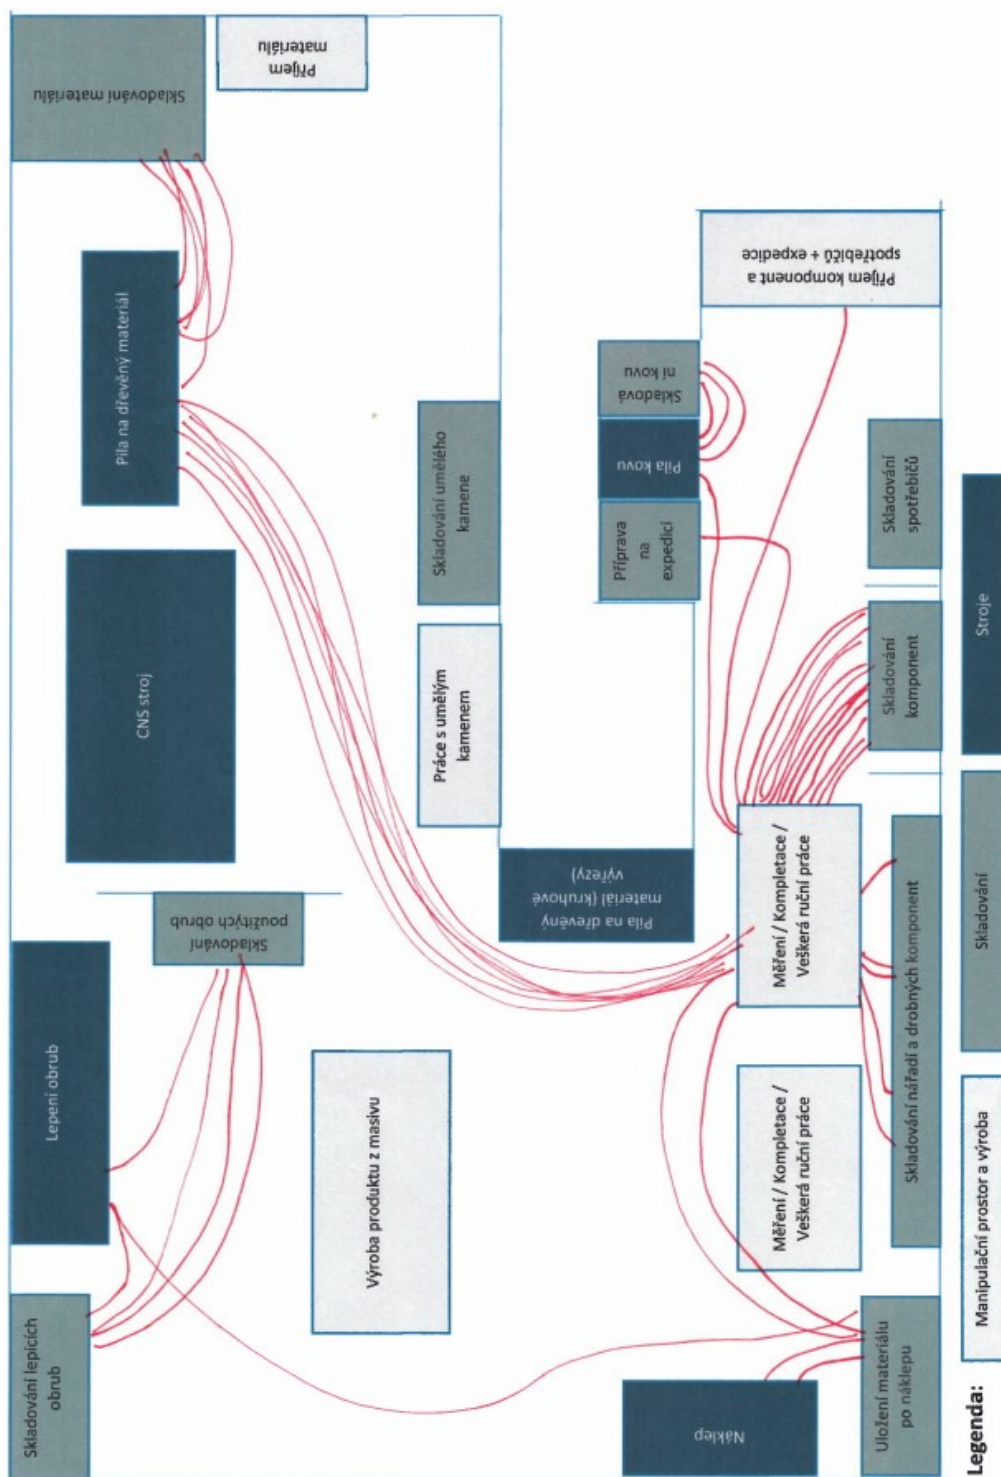 Skladování lepících
obrub
Lepení obrub
CNS stroj
Pila na dřevěný materiál
Skladování materiálu
Skladování
použitých obrub
Příjem
materiálu
Výroba produktu z masivu
Práce s umělým
kamenem
Skladování umělého
kamene
Pila na dřevěný
materiál (kruhové
výřezy)
Příprava
na
expedici
Pila kovu
Skladová
ní kovu
Náklep
Měření / Kompletace /
Veškerá ruční práce
Měření / Kompletace /
Veškerá ruční práce
Příjem komponent a
spotřebičů + expedice
Uložení materiálu
po náklepu
Skladování nářadí a drobných komponent
Skladování
komponent
Skladování
spotřebičů
Legenda:
Manipulační prostor a výroba
Skladování
Stroje